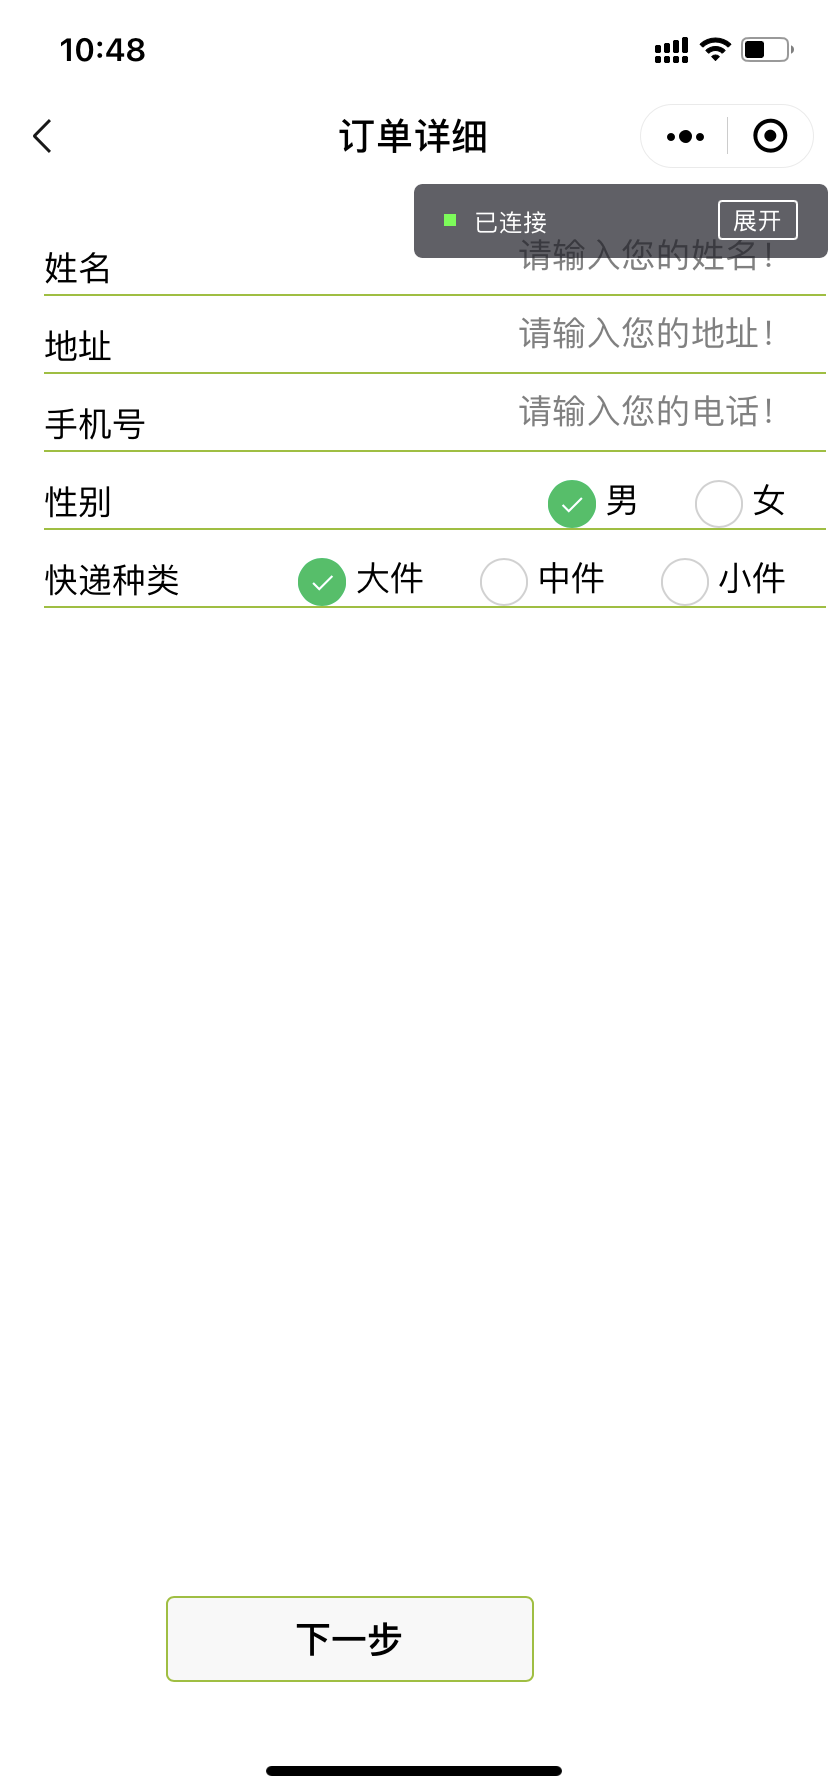 10:48
订单详细
已连接 展开
姓名 请输入您的姓名!
地址 请输入您的地址!
手机号 请输入您的电话!
性别 男 女
快递种类 大件 中件 小件
下一步